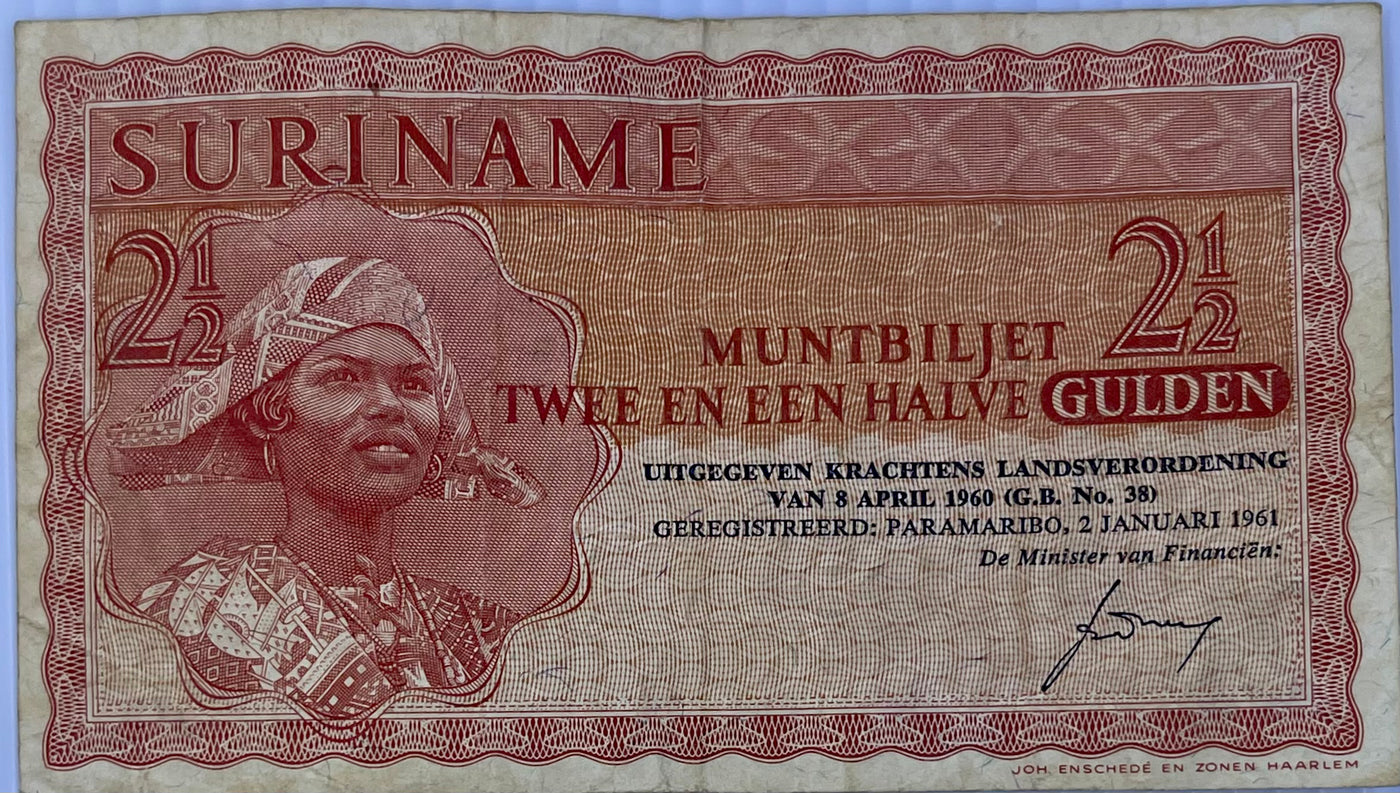 SURINAME
2½
2½
MUNTBILJET
TWEE EN EEN HALVE GULDEN
UITGEGEVEN KRACHTENS LANDSVERORDENING
VAN 8 APRIL 1960 (G.B. No. 38)
GEREGISTREERD: PARAMARIBO, 2 JANUARI 1961
De Minister van Financiën:
JOH. ENSCHEDÉ EN ZONEN HAARLEM